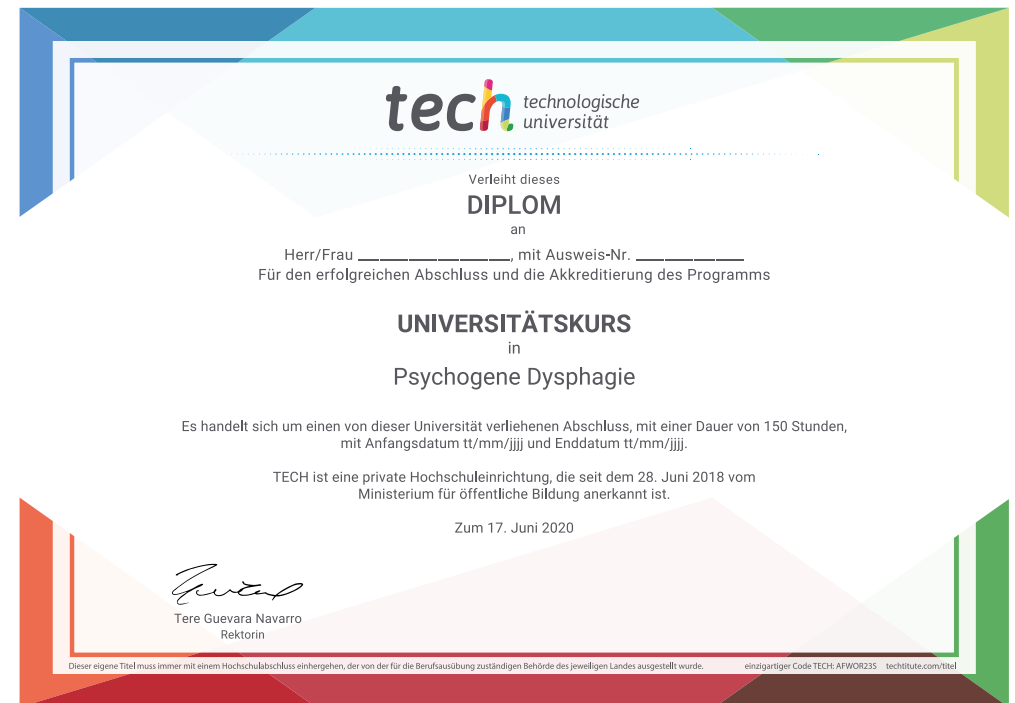 tech technologische
universität
Verleiht dieses
DIPLOM
an
Herr/Frau ____________________, mit Ausweis-Nr. ______________
Für den erfolgreichen Abschluss und die Akkreditierung des Programms
UNIVERSITÄTSKURS
in
Psychogene Dysphagie
Es handelt sich um einen von dieser Universität verliehenen Abschluss, mit einer Dauer von 150 Stunden,
mit Anfangsdatum tt/mm/jjjj und Enddatum tt/mm/jjjj.
TECH ist eine private Hochschuleinrichtung, die seit dem 28. Juni 2018 vom
Ministerium für öffentliche Bildung anerkannt ist.
Zum 17. Juni 2020
Tere Guevara Navarro
Rektorin
Dieser eigene Titel muss immer mit einem Hochschulabschluss einhergehen, der von der für die Berufsausübung zuständigen Behörde des jeweiligen Landes ausgestellt wurde. einzigartiger Code TECH: AFWOR23S techtitute.com/titel